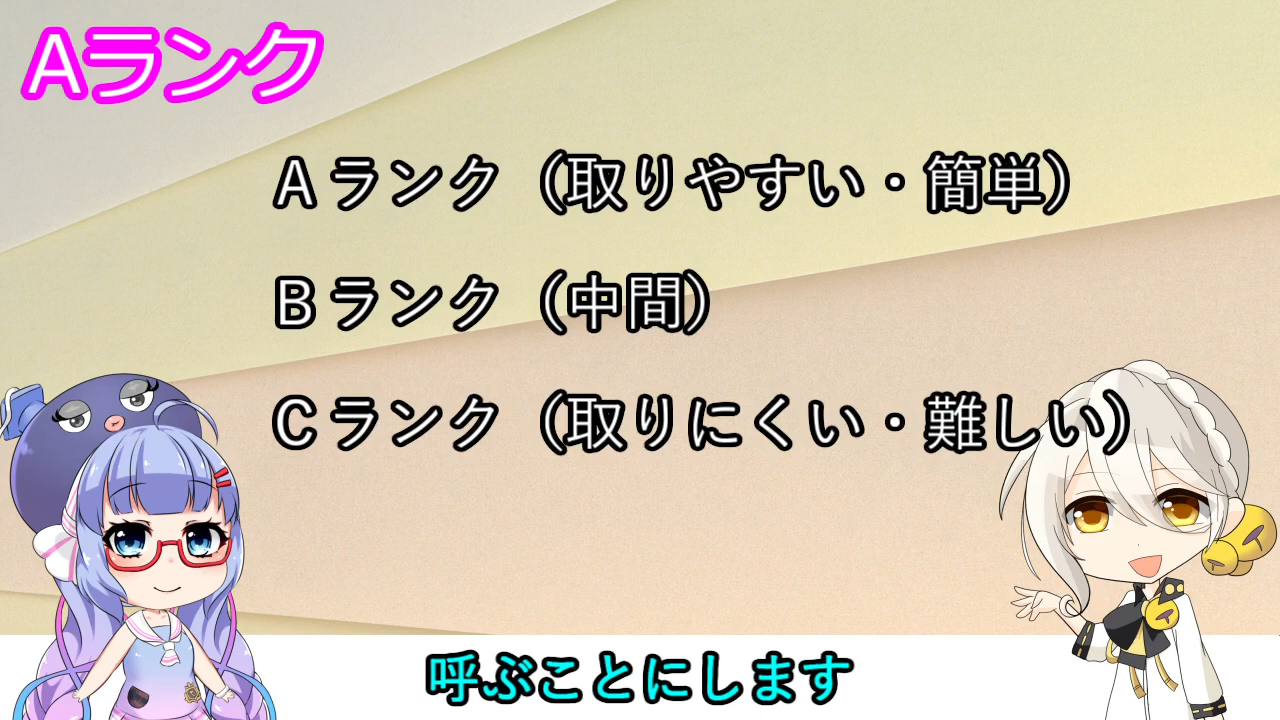 Aランク
Aランク（取りやすい・簡単）
Bランク（中間）
Cランク（取りにくい・難しい）
呼ぶことにします